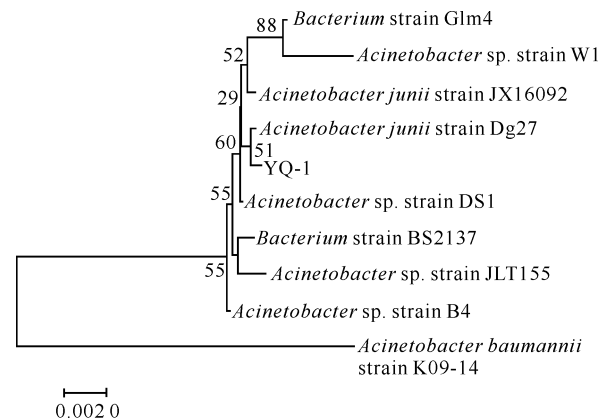 88
Bacterium strain Glm4
52
Acinetobacter sp. strain W1
29
Acinetobacter junii strain JX16092
Acinetobacter junii strain Dg27
60
51
YQ-1
55
Acinetobacter sp. strain DS1
Bacterium strain BS2137
55
Acinetobacter sp. strain JLT155
Acinetobacter sp. strain B4
Acinetobacter baumannii
strain K09-14
0.002 0